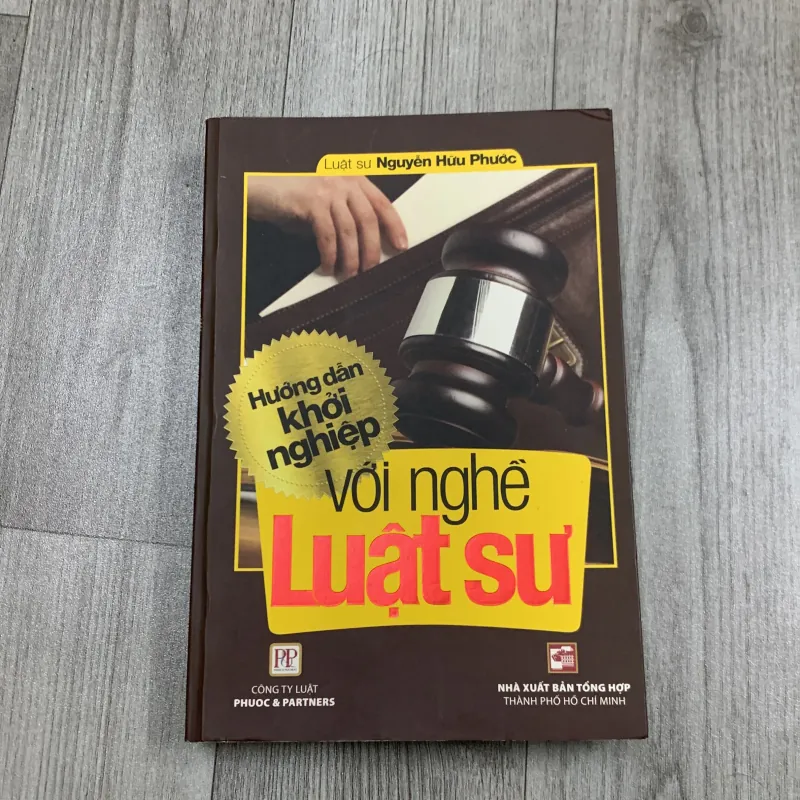 Luật sư Nguyễn Hữu Phước
Hướng dẫn
khởi
nghiệp
với nghề
Luật sư
P&P
CÔNG TY LUẬT
PHUOC & PARTNERS
NHÀ XUẤT BẢN TỔNG HỢP
THÀNH PHỐ HỒ CHÍ MINH